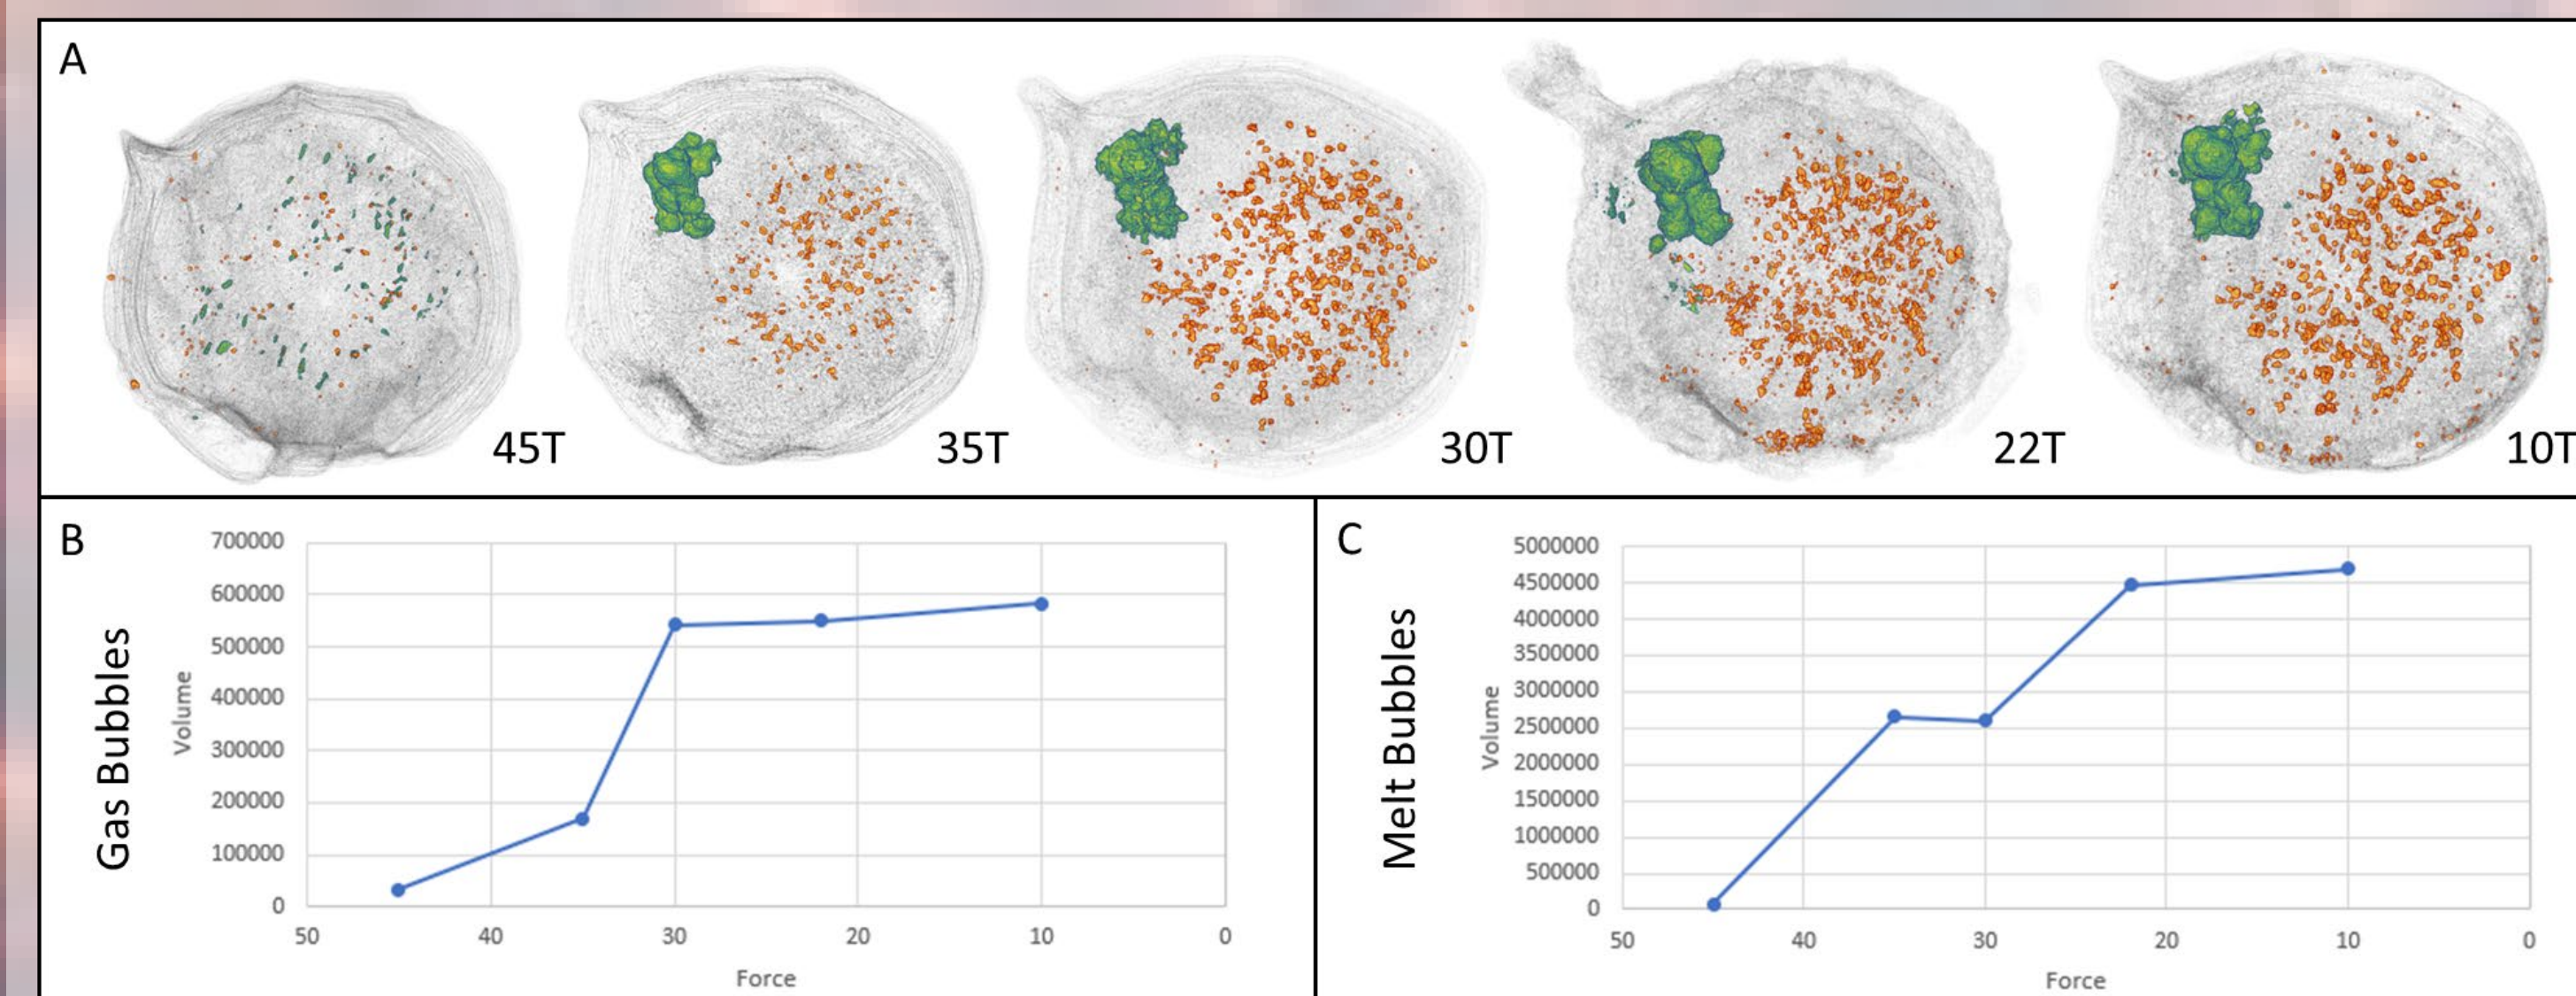 A
45T
35T
30T
22T
10T
B
Gas Bubbles
Volume
700000
600000
500000
400000
300000
200000
100000
0
50 40 30 20 10 0
Force
C
Melt Bubbles
Volume
5000000
4500000
4000000
3500000
3000000
2500000
2000000
1500000
1000000
500000
0
50 40 30 20 10 0
Force